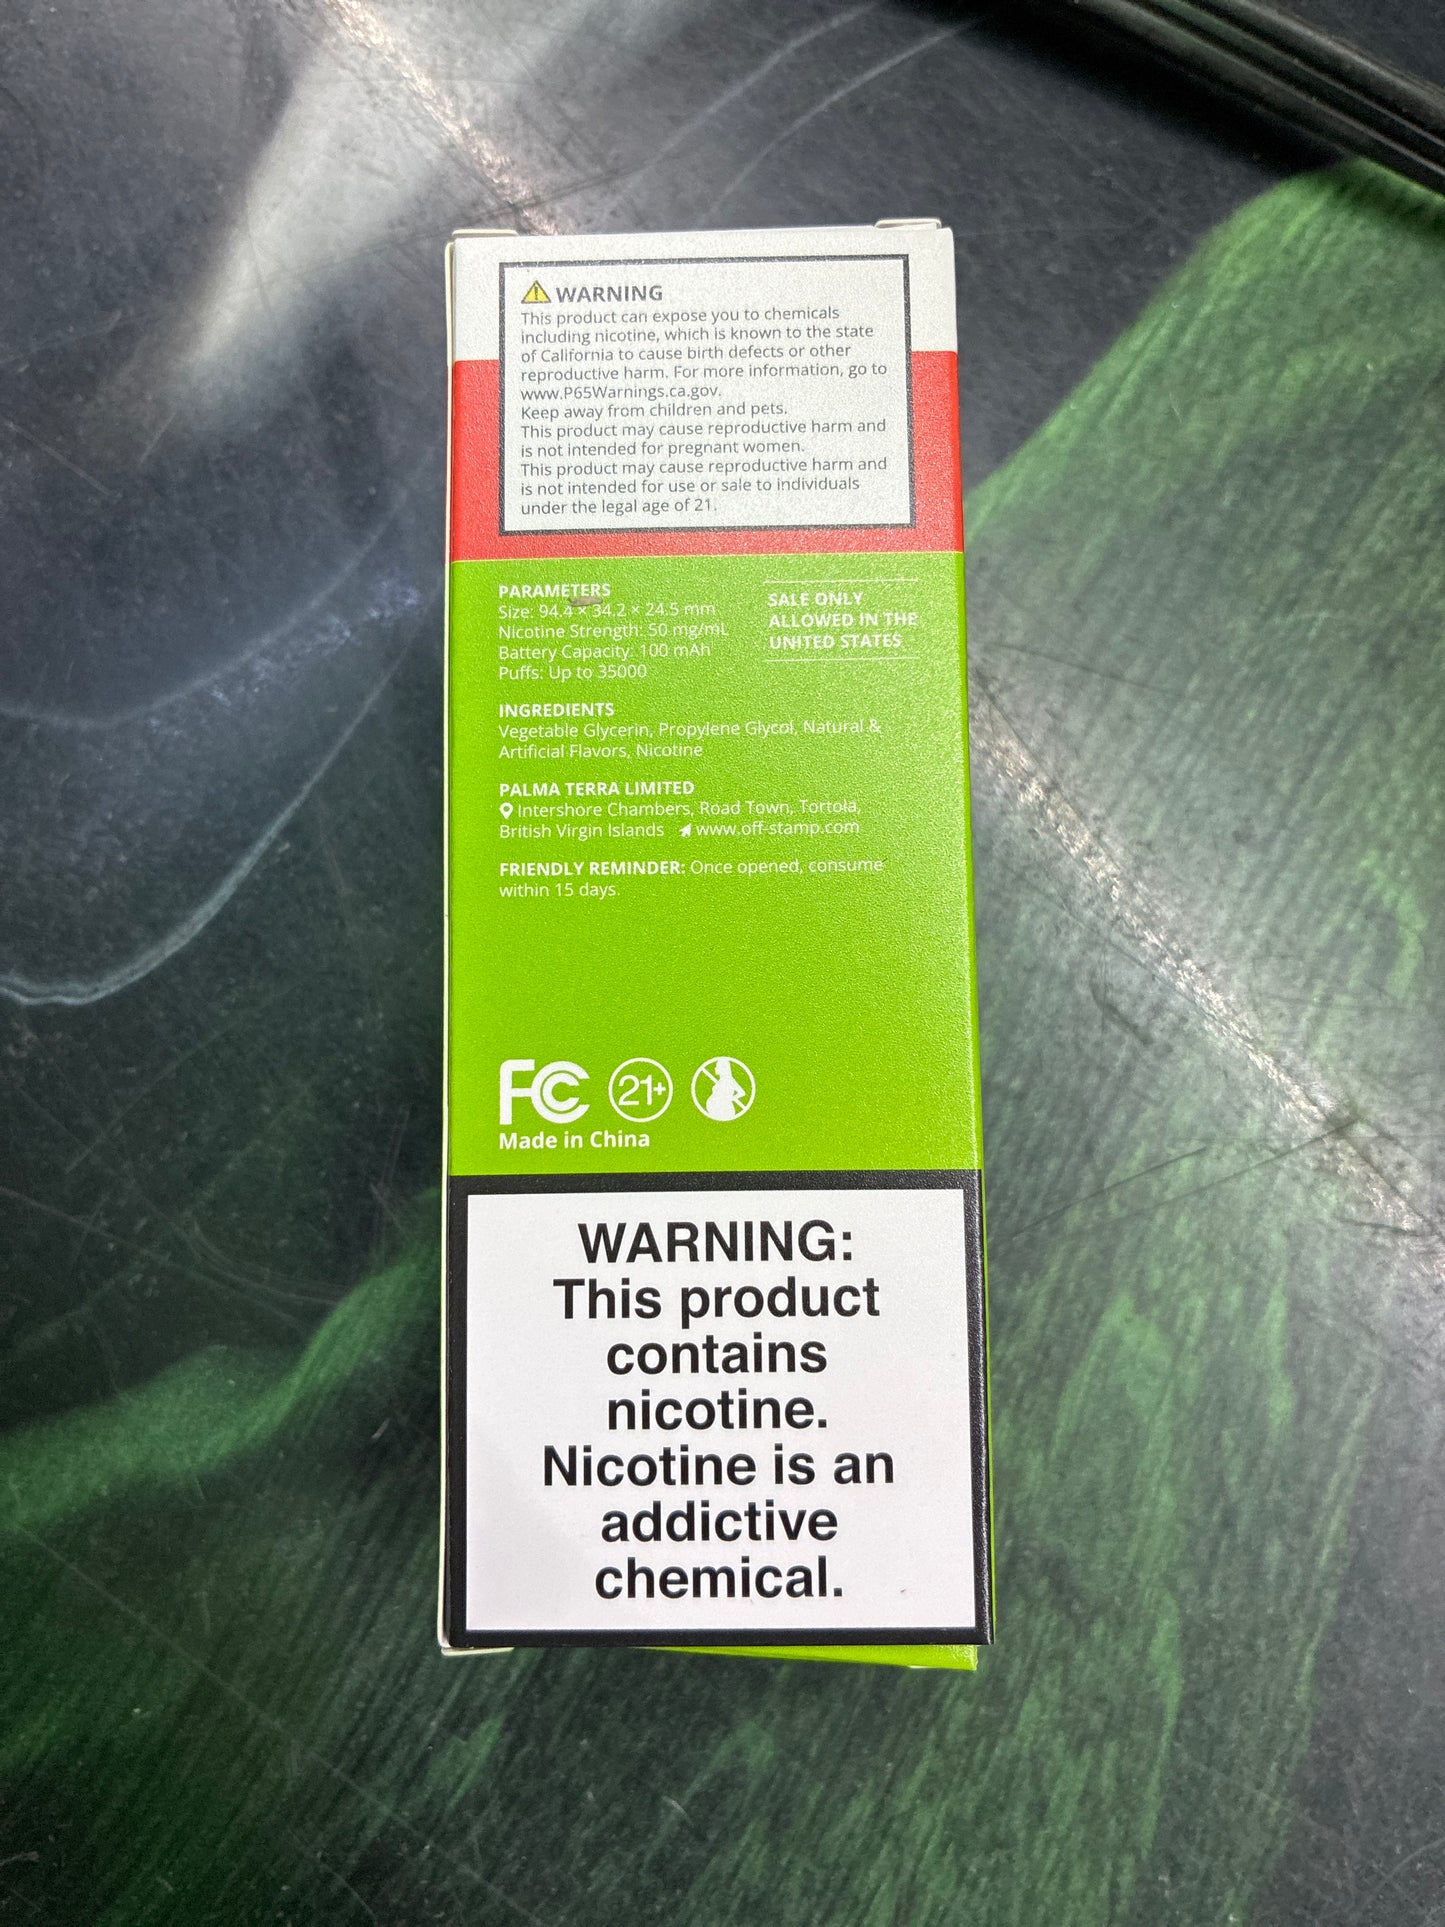 WARNING
This product can expose you to chemicals
including nicotine, which is known to the state
of California to cause birth defects or other
reproductive harm. For more information, go to
www.P65Warnings.ca.gov.
Keep away from children and pets.
This product may cause reproductive harm and
is not intended for pregnant women.
This product may cause reproductive harm and
is not intended for use or sale to individuals
under the legal age of 21.
PARAMETERS
Size: 94.4 × 34.2 × 24.5 mm
Nicotine Strength: 50 mg/mL
Battery Capacity: 100 mAh
Puffs: Up to 35000
SALE ONLY
ALLOWED IN THE
UNITED STATES
INGREDIENTS
Vegetable Glycerin, Propylene Glycol, Natural &
Artificial Flavors, Nicotine
PALMA TERRA LIMITED
Intershore Chambers, Road Town, Tortola,
British Virgin Islands www.off-stamp.com
FRIENDLY REMINDER: Once opened, consume
within 15 days.
FC 21+
Made in China
WARNING:
This product
contains
nicotine.
Nicotine is an
addictive
chemical.